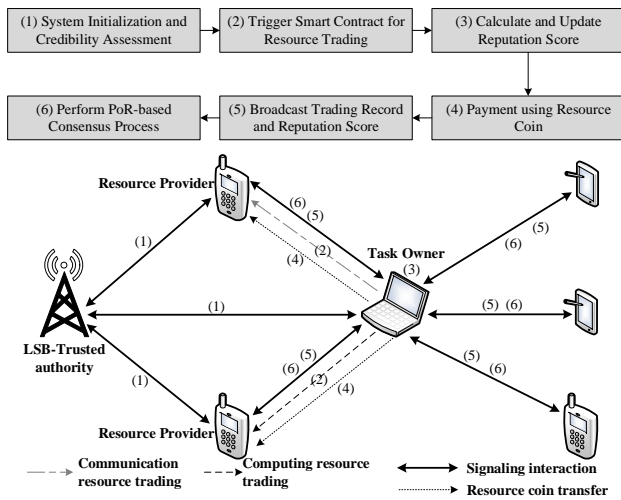 (1) System Initialization and
Credibility Assessment
(2) Trigger Smart Contract for
Resource Trading
(3) Calculate and Update
Reputation Score
(6) Perform PoR-based
Consensus Process
(5) Broadcast Trading Record
and Reputation Score
(4) Payment using Resource
Coin
Resource Provider
(6)
(5)
(1)
(2)
(4)
Task Owner
(3)
(5)
(6)
(1)
(5) (6)
LSB-Trusted
authority
(1)
(5)
(6)
(2)
(4)
(5)
(6)
Resource Provider
Communication
resource trading
Computing resource
trading
Signaling interaction
Resource coin transfer